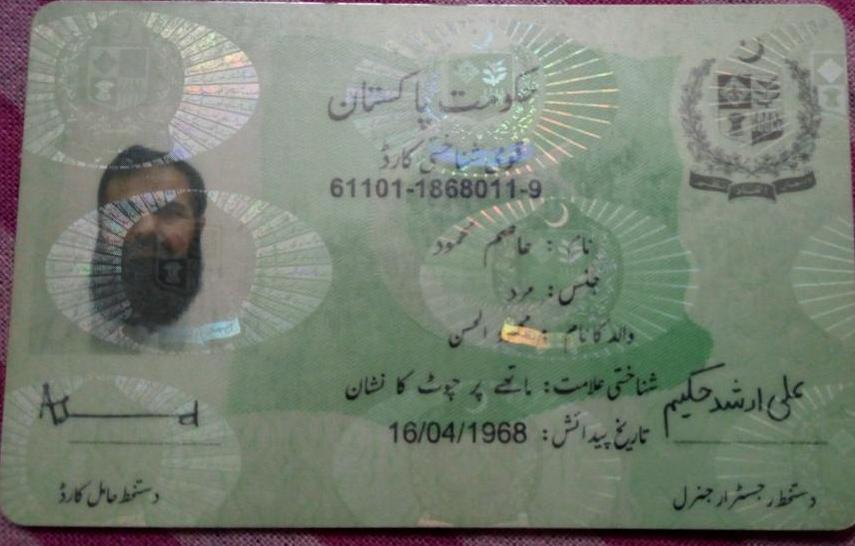 حکومت پاکستان
قومی شناختی کارڈ
61101-1868011-9
نام: عاصم محمود
جنس: مرد
والد کا نام: محمد الحسن
شناختی علامت: ماتھے پر چوٹ کا نشان
تاریخ پیدائش: 16/04/1968
علی ارشد حکیم
دستخط حامل کارڈ
دستخط رجسٹرار جنرل